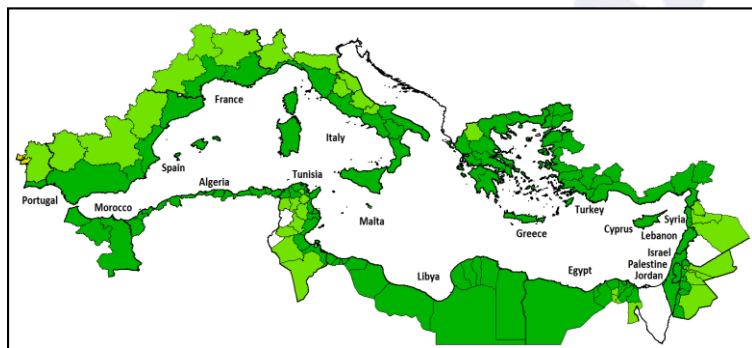 France
Italy
Spain
Algeria
Tunisia
Portugal
Morocco
Malta
Greece
Turkey
Cyprus
Syria
Lebanon
Israel
Palestine
Jordan
Libya
Egypt